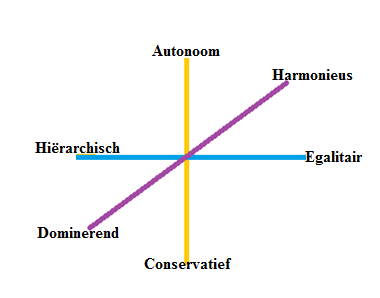 Autonoom
Harmonieus
Hiërarchisch
Egalitair
Dominerend
Conservatief